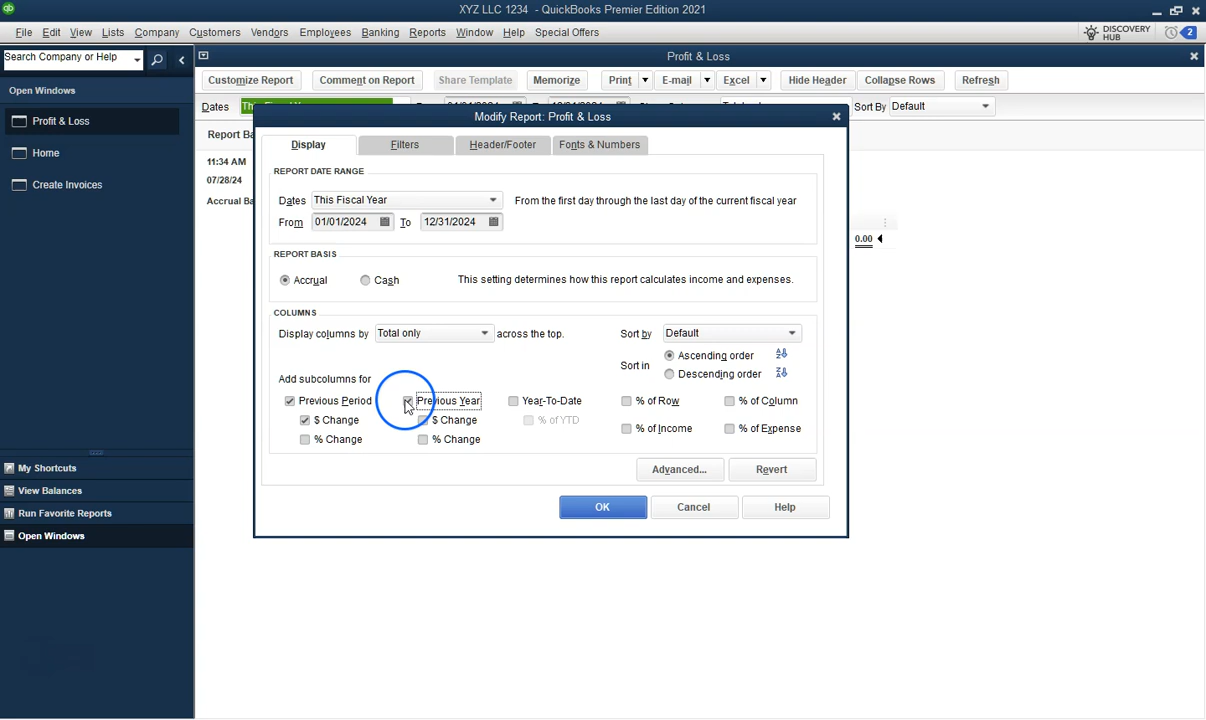 qb
XYZ LLC 1234 - QuickBooks Premier Edition 2021
File Edit View Lists Company Customers Vendors Employees Banking Reports Window Help Special Offers
DISCOVERY HUB 2
Search Company or Help
Profit & Loss
Customize Report Comment on Report Share Template Memorize Print E-mail Excel Hide Header Collapse Rows Refresh
Open Windows
Dates Sort By Default
Profit & Loss
Home
Create Invoices
11:34 AM
07/28/24
0.00
Modify Report: Profit & Loss
Display Filters Header/Footer Fonts & Numbers
REPORT DATE RANGE
Dates This Fiscal Year From the first day through the last day of the current fiscal year
From 01/01/2024 To 12/31/2024
REPORT BASIS
Accrual Cash This setting determines how this report calculates income and expenses.
COLUMNS
Display columns by Total only across the top. Sort by Default
Sort in Ascending order
Descending order
Add subcolumns for
Previous Period Previous Year Year-To-Date % of Row % of Column
$ Change $ Change % of YTD % of Income % of Expense
% Change % Change
Advanced... Revert
OK Cancel Help
My Shortcuts
View Balances
Run Favorite Reports
Open Windows